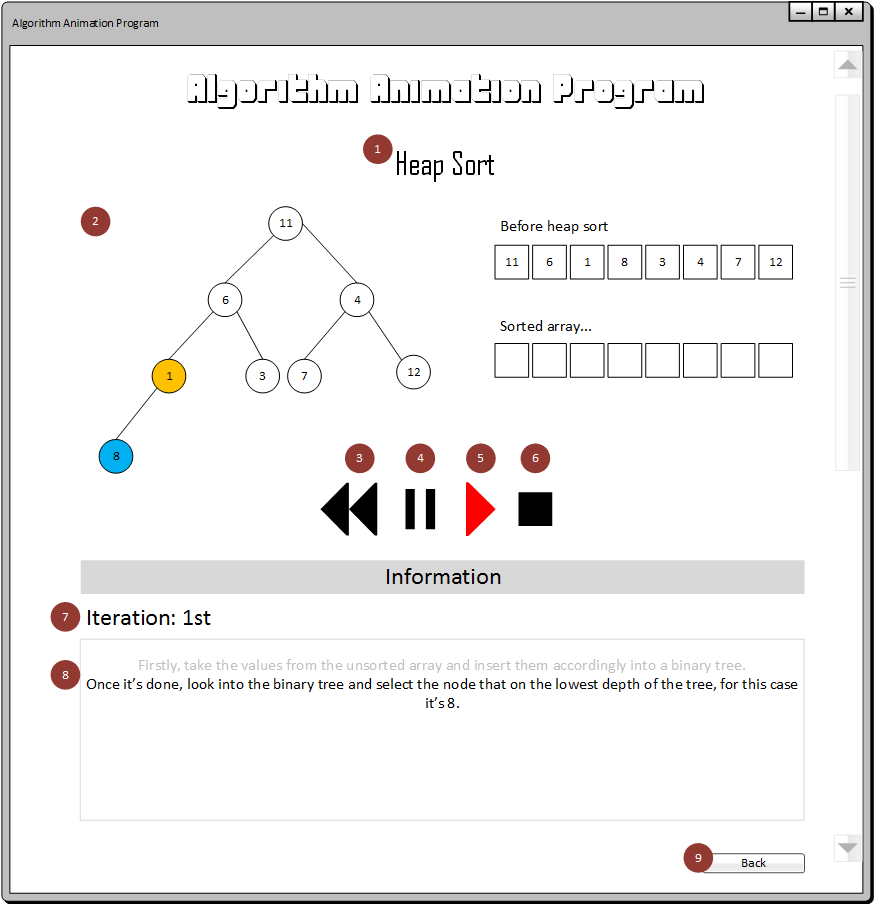 Algorithm Animation Program
Algorithm Animation Program
1
Heap Sort
2
11
6
4
1
3
7
12
8
Before heap sort
11 6 1 8 3 4 7 12
Sorted array...
3 4 5 6
Information
7
Iteration: 1st
8
Firstly, take the values from the unsorted array and insert them accordingly into a binary tree.
Once it's done, look into the binary tree and select the node that on the lowest depth of the tree, for this case
it's 8.
9
Back